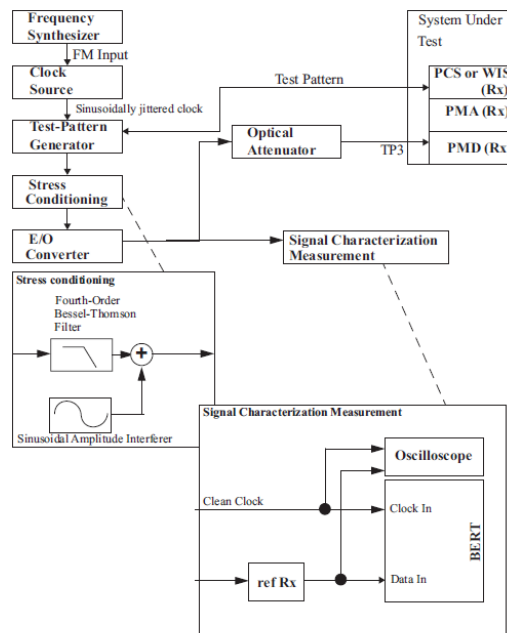 Frequency
Synthesizer
FM Input
Clock
Source
Sinusoidally jittered clock
Test-Pattern
Generator
Stress
Conditioning
E/O
Converter
Test Pattern
Optical
Attenuator
TP3
System Under
Test
PCS or WIS
(Rx)
PMA (Rx)
PMD (Rx
Signal Characterization
Measurement
Stress conditioning
Fourth-Order
Bessel-Thomson
Filter
+
Sinusoidal Amplitude Interferer
Signal Characterization Measurement
Oscilloscope
Clean Clock
Clock In
BERT
ref Rx
Data In